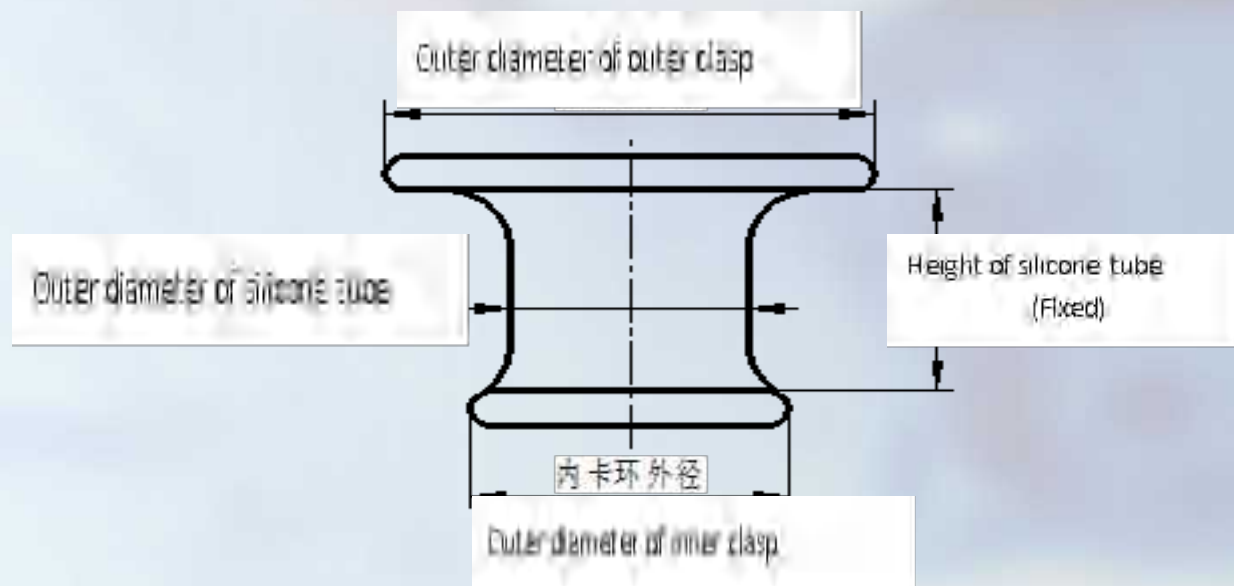 Outer diameter of outer clasp
Outer diameter of silicone tube
Height of silicone tube
(Fixed)
内卡环外径
Outer diameter of inner clasp